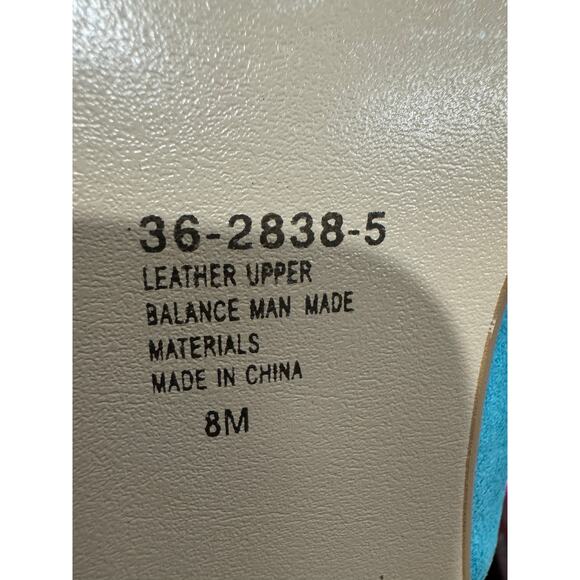 36-2838-5
LEATHER UPPER
BALANCE MAN MADE
MATERIALS
MADE IN CHINA
8M